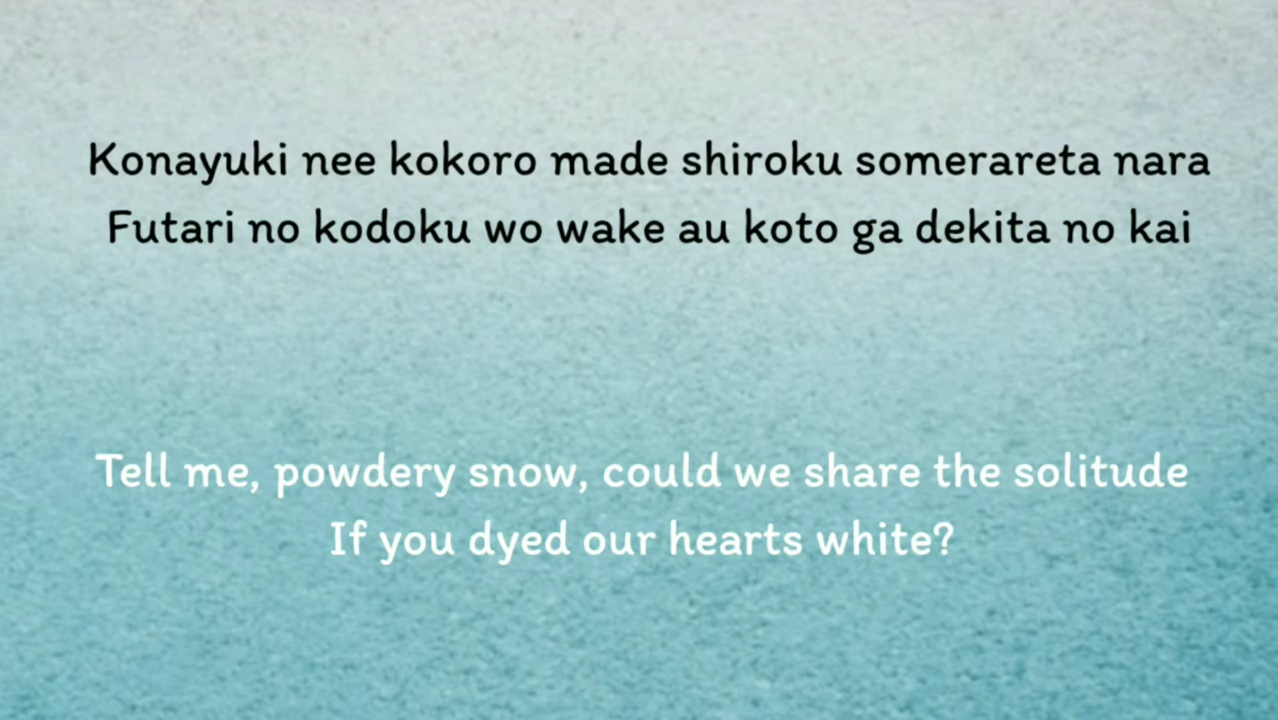 Konayuki nee kokoro made shiroku somerareta nara
Futari no kodoku wo wake au koto ga dekita no kai
Tell me, powdery snow, could we share the solitude
If you dyed our hearts white?